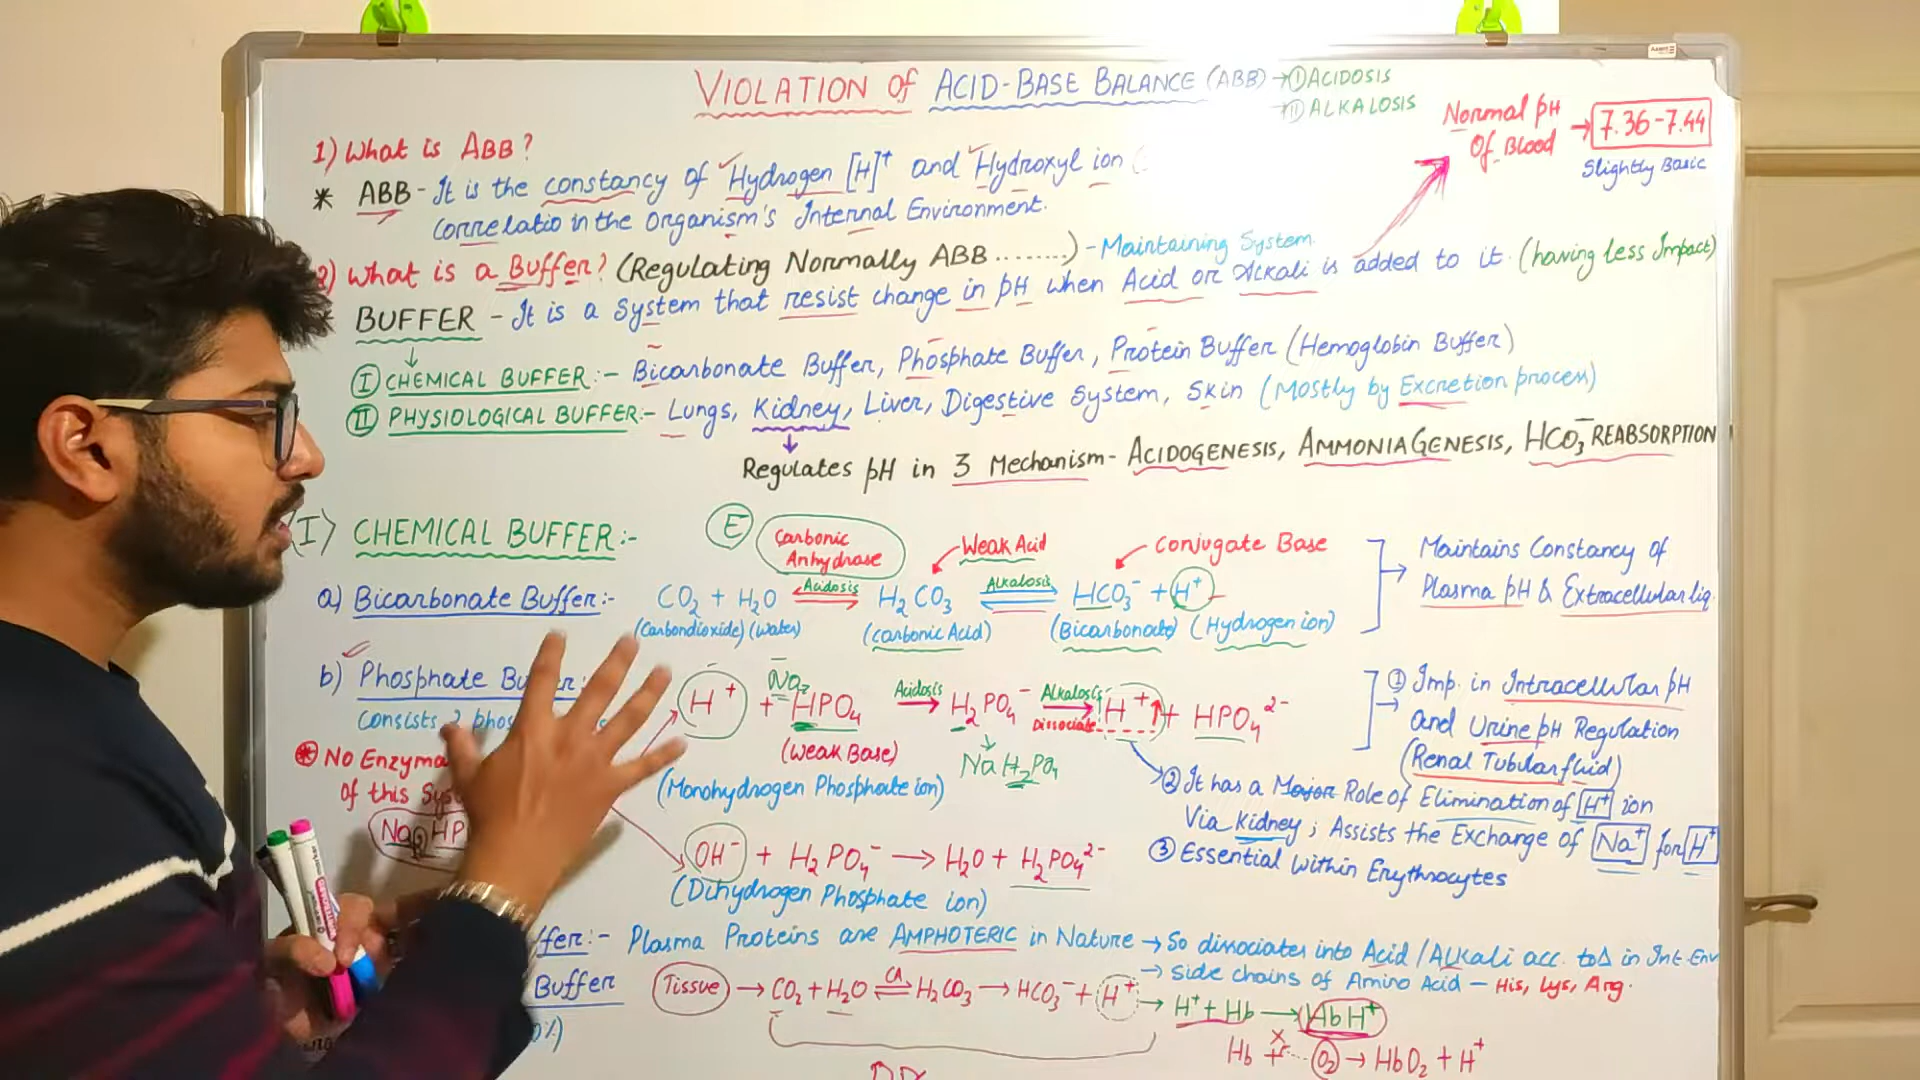 VIOLATION OF ACID-BASE BALANCE (ABB) → I ACIDOSIS
→ II ALKALOSIS
Normal pH Of Blood → 7.36-7.44
Slightly Basic
1) What is ABB?
* ABB - It is the constancy of Hydrogen [H]+ and Hydroxyl ion (
Correlatio in the Organism's Internal Environment.
2) What is a Buffer? (Regulating Normally ABB ........) - Maintaining System
* BUFFER - It is a System that resist change in pH when Acid or Alkali is added to it. (having less Impact)
I CHEMICAL BUFFER:- Bicarbonate Buffer, Phosphate Buffer, Protein Buffer (Hemoglobin Buffer)
II PHYSIOLOGICAL BUFFER:- Lungs, Kidney, Liver, Digestive System, Skin (Mostly by Excretion process)
Regulates pH in 3 Mechanism- ACIDOGENESIS, AMMONIAGENESIS, HCO3- REABSORPTION
I) CHEMICAL BUFFER:-
E Carbonic Anhydrase
Weak Acid
Conjugate Base
a) Bicarbonate Buffer:- CO2 + H2O Acidosis H2CO3 Alkalosis HCO3- + H+
(Carbondioxide) (Water) (Carbonic Acid) (Bicarbonate) (Hydrogen ion)
Maintains Constancy of
Plasma pH & Extracellular liq.
b) Phosphate Bu
Consists 2 phos
H+ + Na2 HPO4 Acidosis → H2PO4- Alkalosis → Dissociate H+ ↑ + HPO4 2-
(Weak Base)
NaH2PO4
(Monohydrogen Phosphate ion)
* No Enzyma
of this Sys
Na2HP
① Imp. in Intracellular pH
and Urine pH Regulation
(Renal Tubular fluid)
② It has a Major Role of Elimination of H+ ion
Via Kidney; Assists the Exchange of Na+ for H+
③ Essential Within Erythrocytes
OH- + H2PO4- → H2O + H2PO4 2-
(Dihydrogen Phosphate ion)
ffer:- Plasma Proteins are AMPHOTERIC in Nature → So dissociates into Acid/Alkali acc. to Δ in Int. Env
→ Side chains of Amino Acid - His, Lys, Arg.
Buffer
Tissue → CO2 + H2O CA H2CO3 → HCO3- + H+ → H+ + Hb → HbH+
%)
Hb + O2 → HbO2 + H+